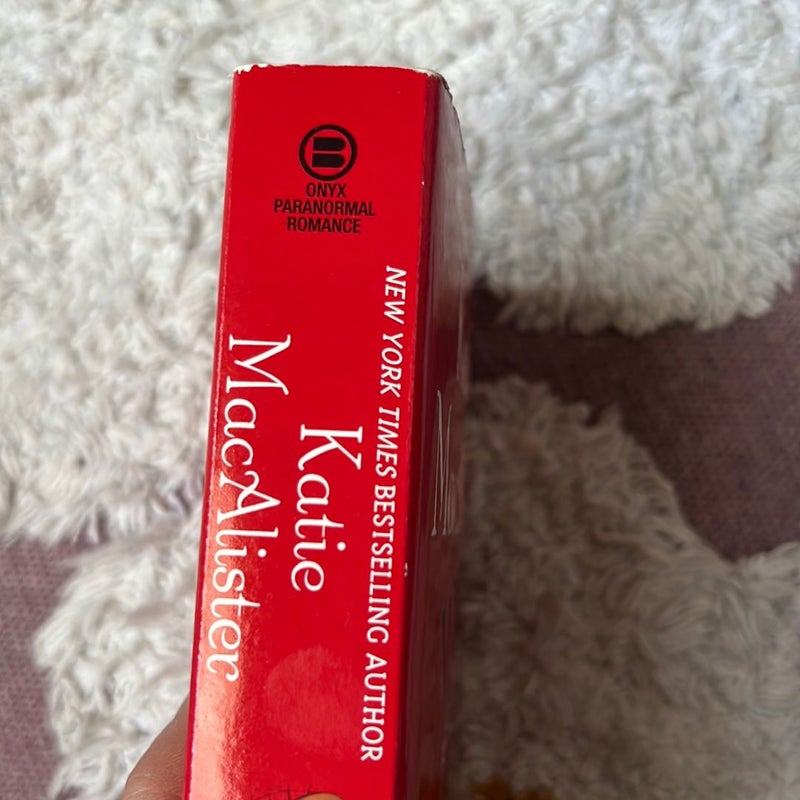 ONYX
PARANORMAL
ROMANCE
NEW YORK TIMES BESTSELLING AUTHOR
Katie
MacAlister